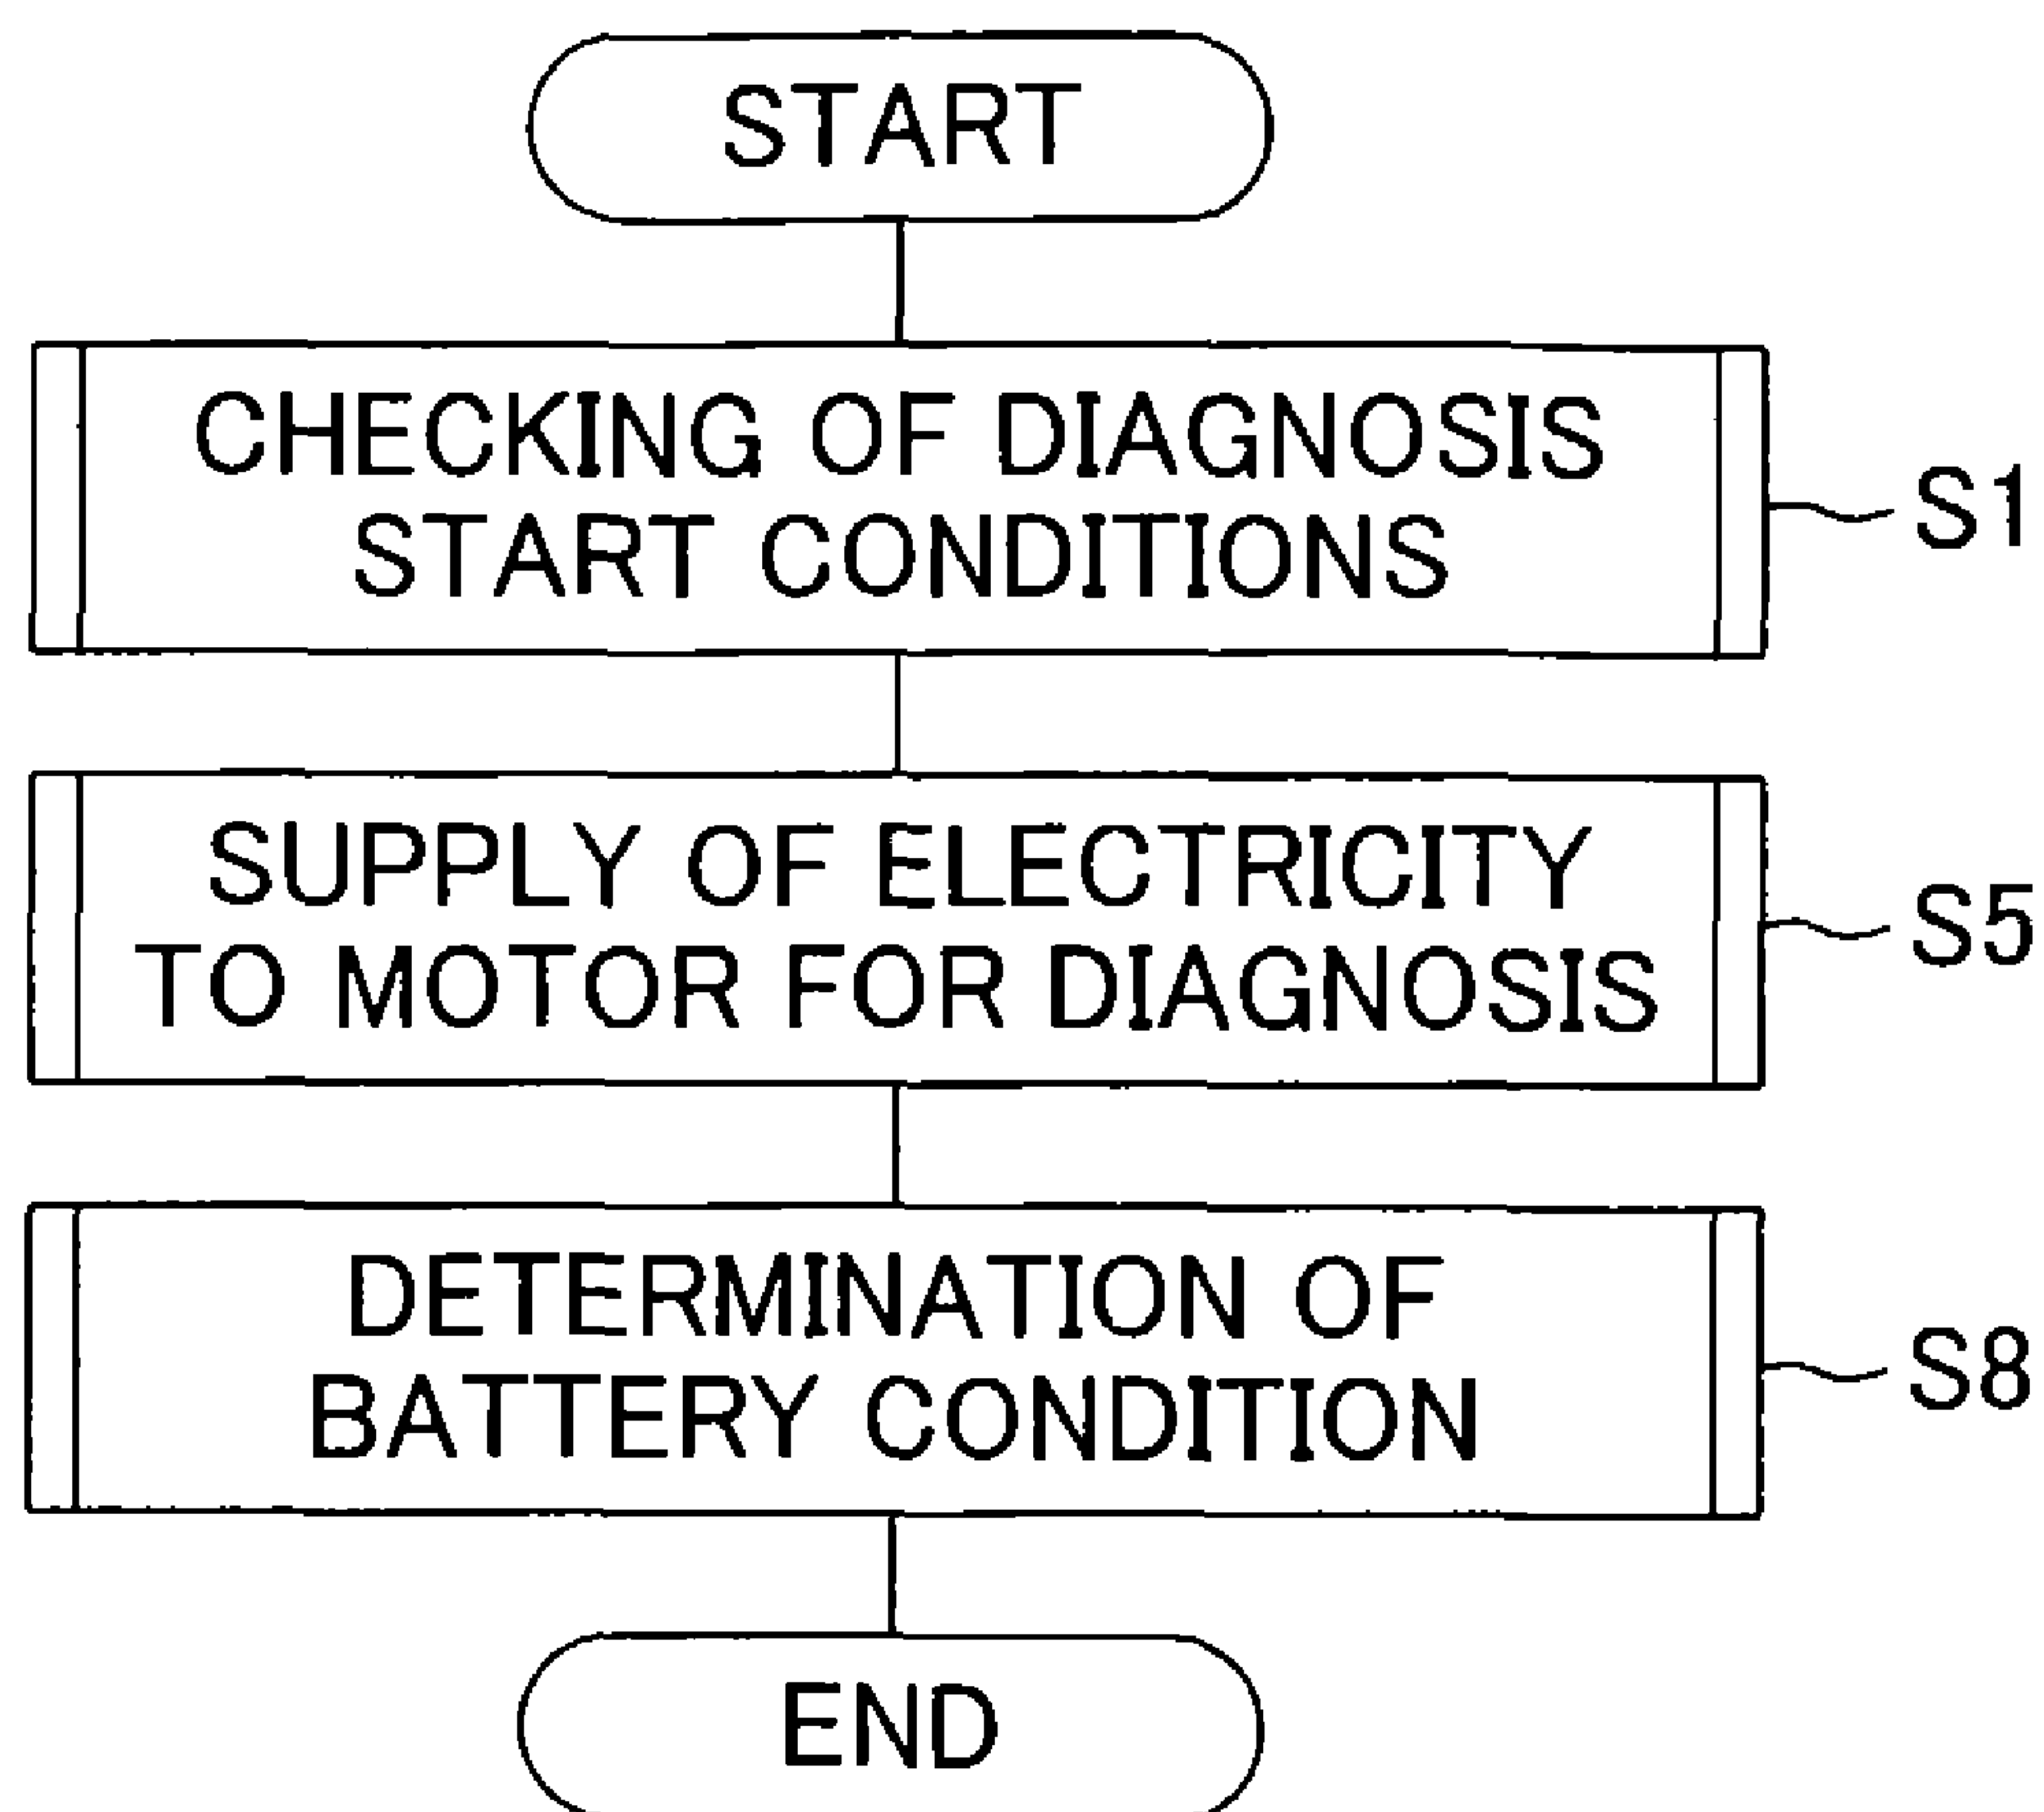 START
CHECKING OF DIAGNOSIS
START CONDITIONS
S1
SUPPLY OF ELECTRICITY
TO MOTOR FOR DIAGNOSIS
S5
DETERMINATION OF
BATTERY CONDITION
S8
END